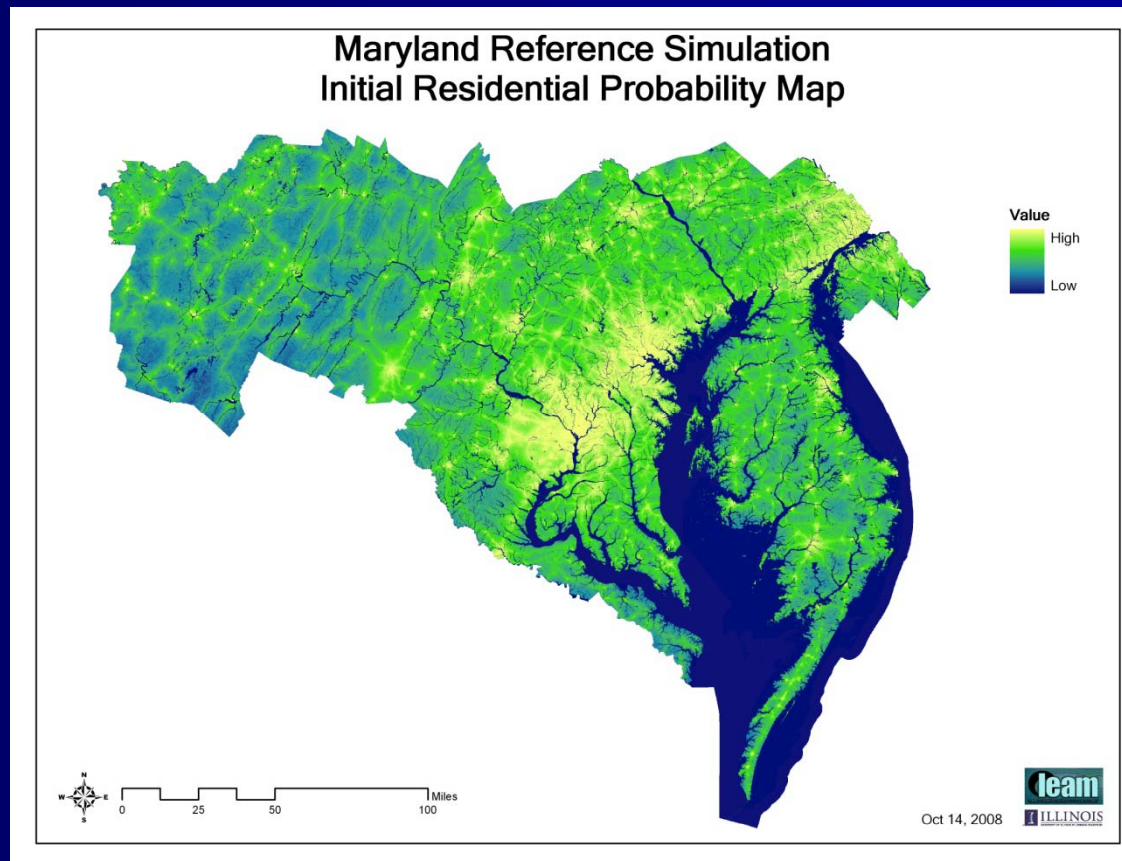 Maryland Reference Simulation
Initial Residential Probability Map
Value
High
Low
N
W E
S
0 25 50 100 Miles
Oct 14, 2008
leam
I ILLINOIS